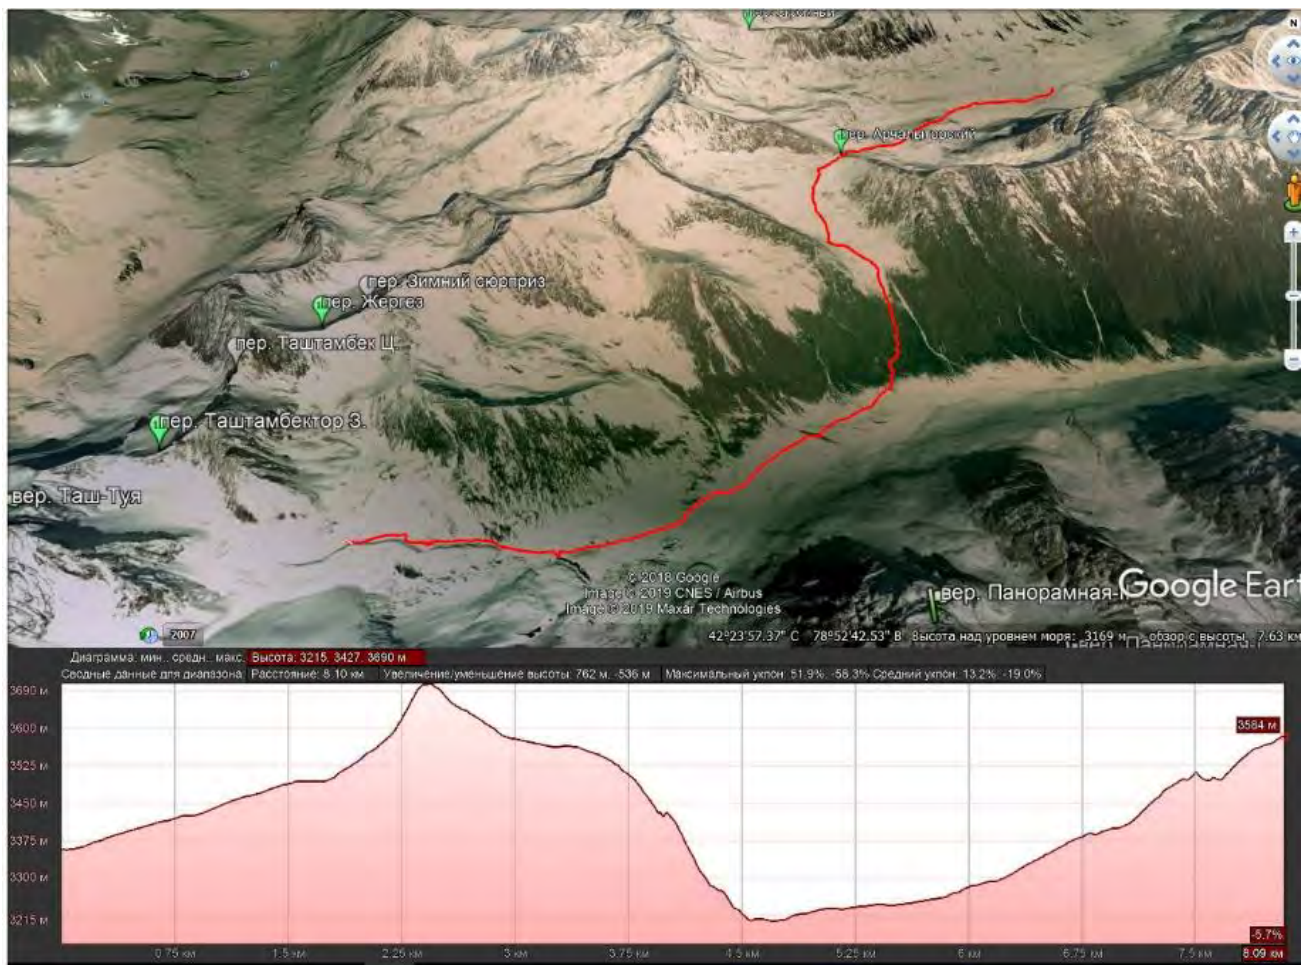 N
пер. Арчалыторский
пер. Зимний сюрприз
пер. Жергез
пер. Таштамбек Ц.
пер. Таштамбектор З.
вер. Таш-Туя
© 2018 Google
Image © 2019 CNES / Airbus
Image © 2019 Maxar Technologies
вер. Панорамная-
Google Eart
2007
42°23'57.37" С 78°52'42.53" В Высота над уровнем моря: 3169 м обзор с высоты 7.63 км
Диаграмма: мин., средн., макс. Высота: 3215, 3427, 3690 м
Сводные данные для диапазона Расстояние: 8.10 км Увеличение/уменьшение высоты: 762 м, -536 м Максимальный уклон: 51.9%, -58.3% Средний уклон: 13.2%, -19.0%
3690 м
3600 м
3525 м
3450 м
3375 м
3300 м
3215 м
3584 м
-5.7%
0.75 км 1.5 км 2.25 км 3 км 3.75 км 4.5 км 5.25 км 6 км 6.75 км 7.5 км 8.09 км